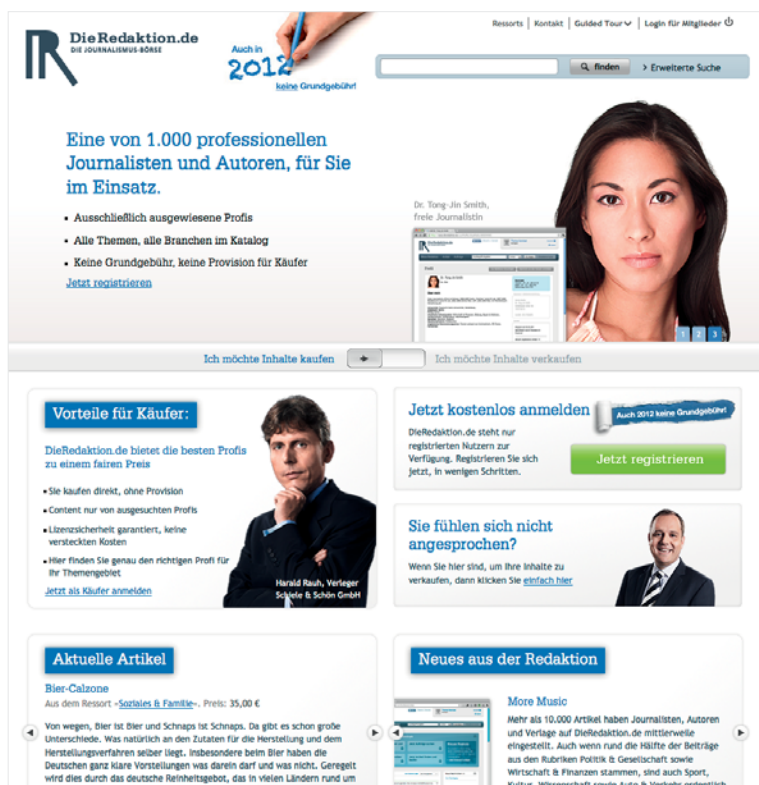 Ressorts | Kontakt | Guided Tour | Login für Mitglieder
DieRedaktion.de
DIE JOURNALISMUS-BÖRSE
Auch in
2012
keine Grundgebühr!
finden
> Erweiterte Suche
Eine von 1.000 professionellen
Journalisten und Autoren, für Sie
im Einsatz.
▪ Ausschließlich ausgewiesene Profis
▪ Alle Themen, alle Branchen im Katalog
▪ Keine Grundgebühr, keine Provision für Käufer
Jetzt registrieren
Dr. Tong-Jin Smith,
freie Journalistin
1 2 3
Ich möchte Inhalte kaufen
Ich möchte Inhalte verkaufen
Vorteile für Käufer:
DieRedaktion.de bietet die besten Profis
zu einem fairen Preis
▪ Sie kaufen direkt, ohne Provision
▪ Content nur von ausgesuchten Profis
▪ Lizenzsicherheit garantiert, keine
versteckten Kosten
▪ Hier finden Sie genau den richtigen Profi für
Ihr Themengebiet
Jetzt als Käufer anmelden
Harald Rauh, Verleger
Schiele & Schön GmbH
Jetzt kostenlos anmelden
Auch 2012 keine Grundgebühr!
DieRedaktion.de steht nur
registrierten Nutzern zur
Verfügung. Registrieren Sie sich
jetzt, in wenigen Schritten.
Jetzt registrieren
Sie fühlen sich nicht
angesprochen?
Wenn Sie hier sind, um Ihre Inhalte zu
verkaufen, dann klicken Sie einfach hier
Aktuelle Artikel
Bier-Calzone
Aus dem Ressort »Soziales & Familie«. Preis: 35,00 €
Von wegen, Bier ist Bier und Schnaps ist Schnaps. Da gibt es schon große
Unterschiede. Was natürlich an den Zutaten für die Herstellung und dem
Herstellungsverfahren selber liegt. Insbesondere beim Bier haben die
Deutschen ganz klare Vorstellungen was darein darf und was nicht. Geregelt
wird dies durch das deutsche Reinheitsgebot, das in vielen Ländern rund um
Neues aus der Redaktion
More Music
Mehr als 10.000 Artikel haben Journalisten, Autoren
und Verlage auf DieRedaktion.de mittlerweile
eingestellt. Auch wenn rund die Hälfte der Beiträge
aus den Rubriken Politik & Gesellschaft sowie
Wirtschaft & Finanzen stammen, sind auch Sport,
Kultur, Wissenschaft sowie Auto & Verkehr ordentlich